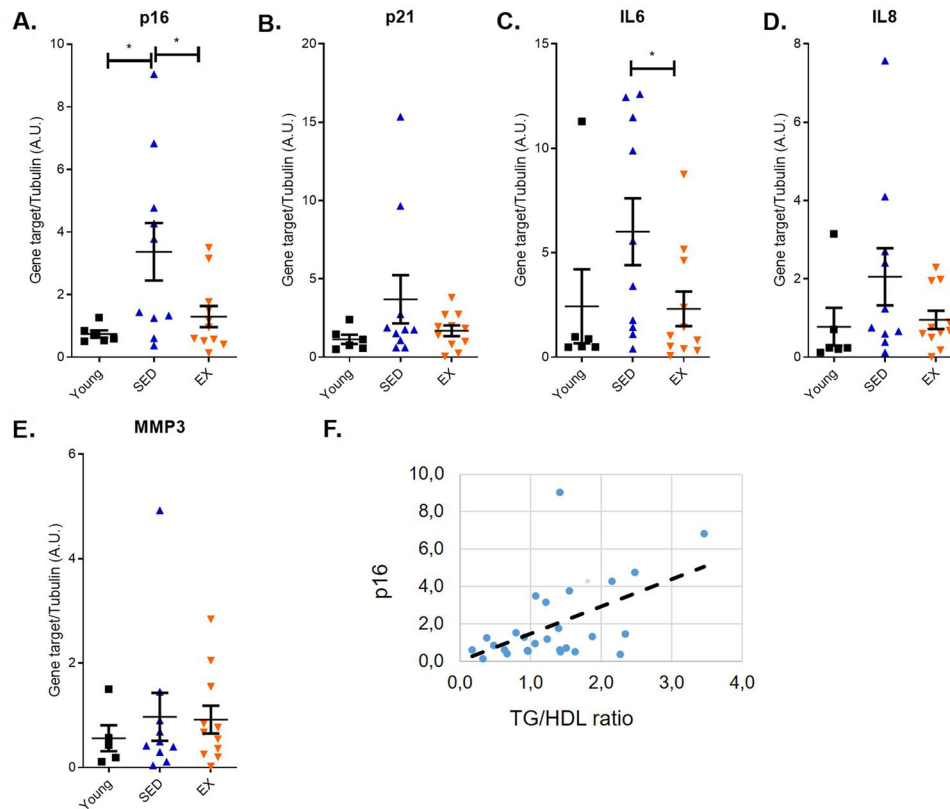 A.
p16
Gene target/Tubulin (A.U.)
10
8
6
4
2
0
*
*
Young
SED
EX
B.
p21
Gene target/Tubulin (A.U.)
20
15
10
5
0
Young
SED
EX
C.
IL6
Gene target/Tubulin (A.U.)
15
10
5
0
*
Young
SED
EX
D.
IL8
Gene target/Tubulin (A.U.)
8
6
4
2
0
Young
SED
EX
E.
MMP3
Gene target/Tubulin (A.U.)
6
4
2
0
Young
SED
EX
F.
p16
10,0
8,0
6,0
4,0
2,0
0,0
0,0 1,0 2,0 3,0 4,0
TG/HDL ratio